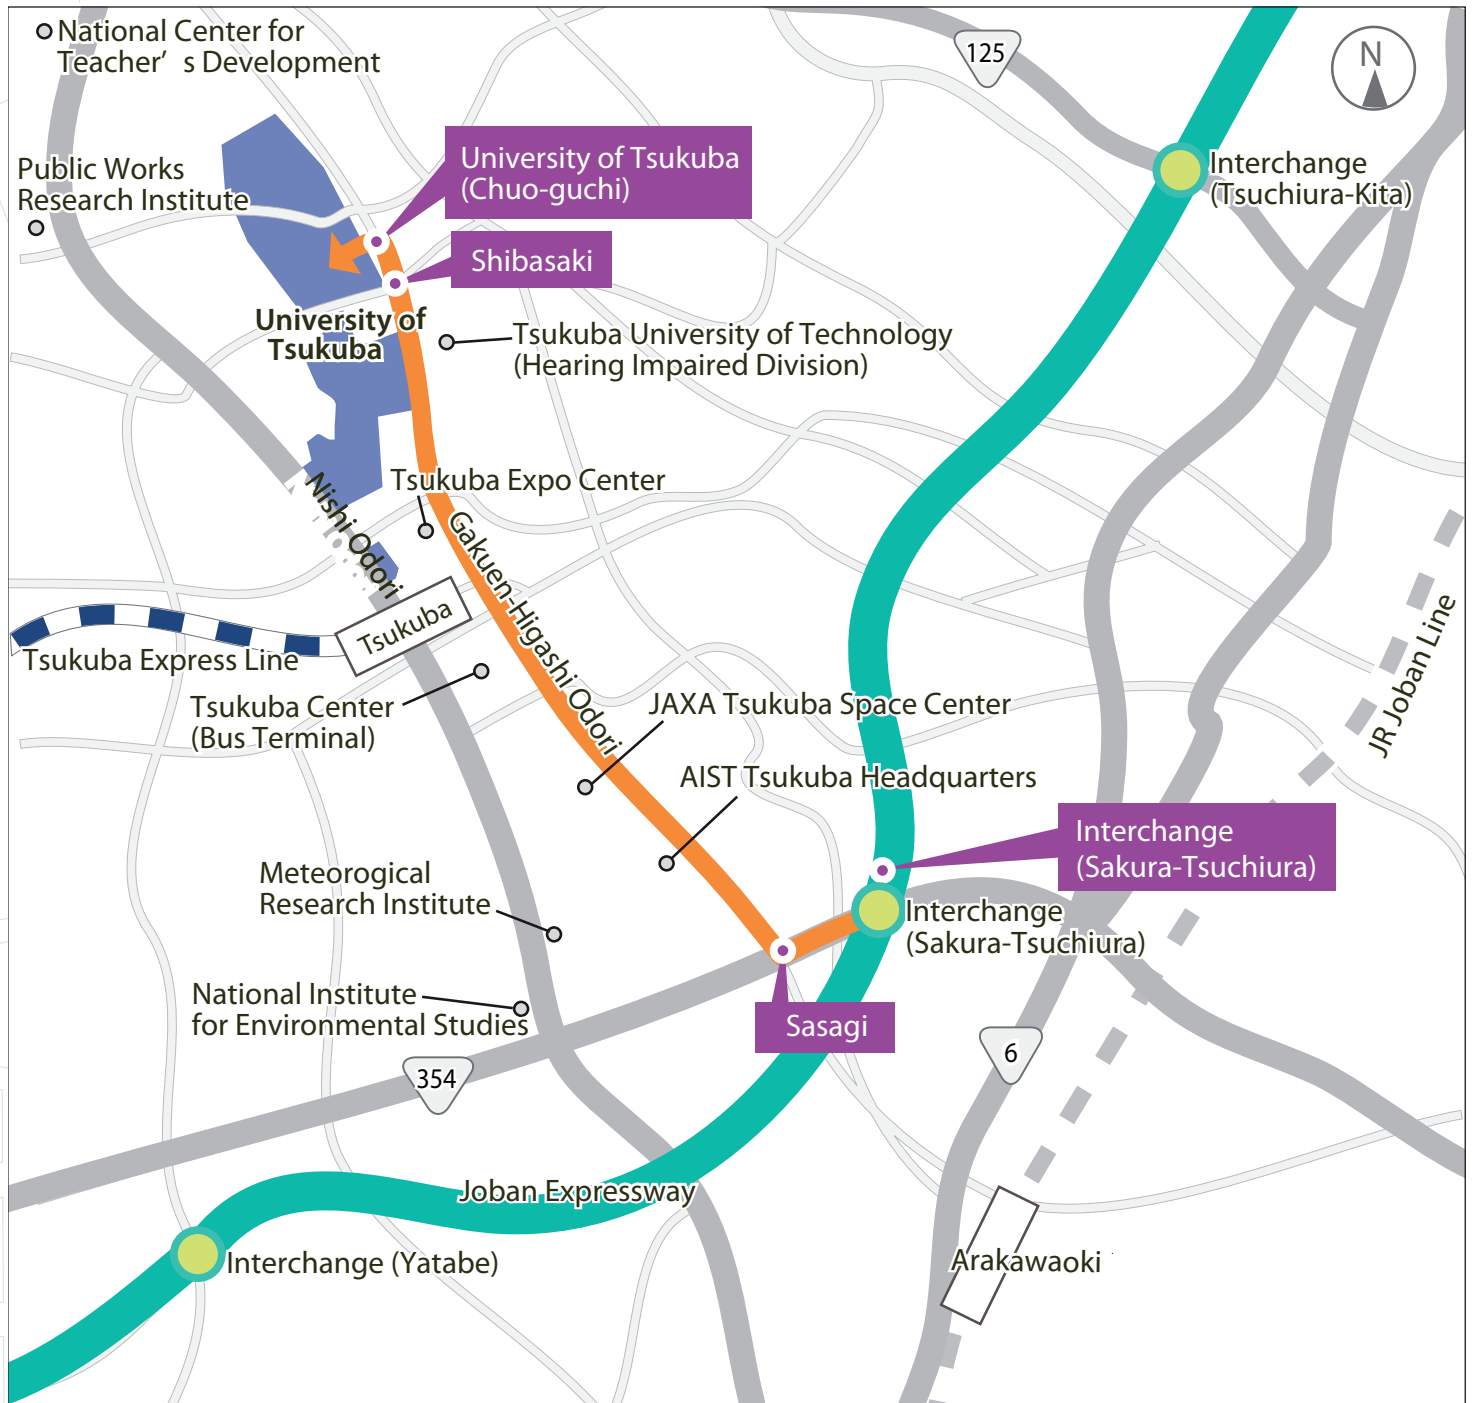 National Center for
Teacher’ s Development
125
N
Public Works
Research Institute
University of Tsukuba
(Chuo-guchi)
Interchange
(Tsuchiura-Kita)
Shibasaki
University of
Tsukuba
Tsukuba University of Technology
(Hearing Impaired Division)
Tsukuba Expo Center
Nishi Odori
Gakuen-Higashi Odori
Tsukuba
Tsukuba Express Line
Tsukuba Center
(Bus Terminal)
JAXA Tsukuba Space Center
JR Joban Line
AIST Tsukuba Headquarters
Interchange
(Sakura-Tsuchiura)
Meteorogical
Research Institute
Interchange
(Sakura-Tsuchiura)
National Institute
for Environmental Studies
Sasagi
6
354
Joban Expressway
Interchange (Yatabe)
Arakawaoki